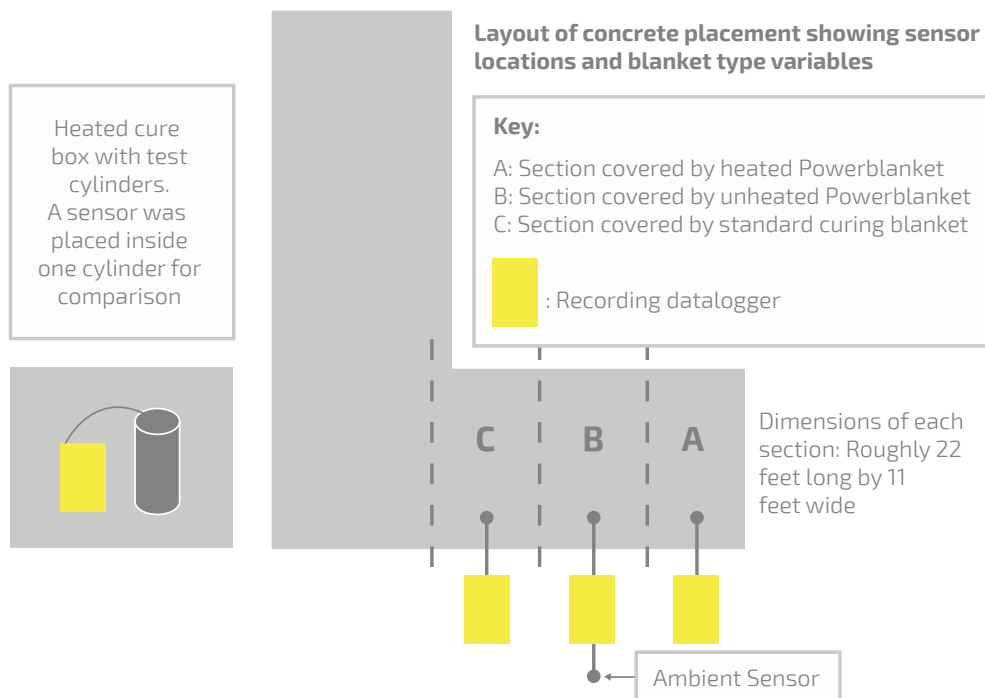 Layout of concrete placement showing sensor
locations and blanket type variables
Heated cure
box with test
cylinders.
A sensor was
placed inside
one cylinder for
comparison
Key:
A: Section covered by heated Powerblanket
B: Section covered by unheated Powerblanket
C: Section covered by standard curing blanket
: Recording datalogger
C
B
A
Dimensions of each
section: Roughly 22
feet long by 11
feet wide
Ambient Sensor